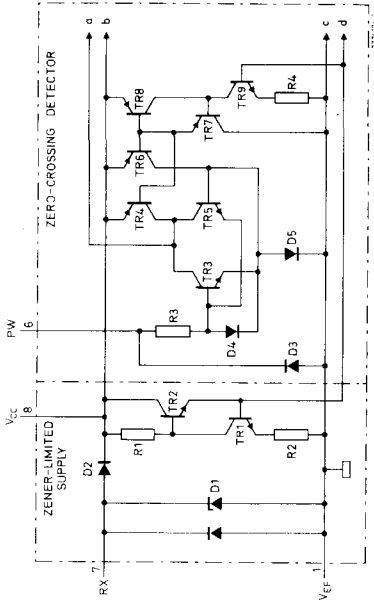 ZENER-LIMITED
SUPPLY
ZERO-CROSSING DETECTOR
VCC
8
PW
6
RX
7
VEE
1
D2
D1
R1
R2
TR2
TR1
R3
D4
D3
D5
TR3
TR4
TR5
TR6
TR7
TR8
TR9
R4
a
b
c
d